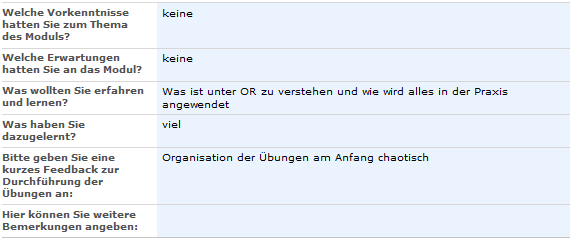 Welche Vorkenntnisse
hatten Sie zum Thema
des Moduls?
keine
Welche Erwartungen
hatten Sie an das Modul?
keine
Was wollten Sie erfahren
und lernen?
Was ist unter OR zu verstehen und wie wird alles in der Praxis
angewendet
Was haben Sie
dazugelernt?
viel
Bitte geben Sie eine
kurzes Feedback zur
Durchführung der
Übungen an:
Organisation der Übungen am Anfang chaotisch
Hier können Sie weitere
Bemerkungen angeben: